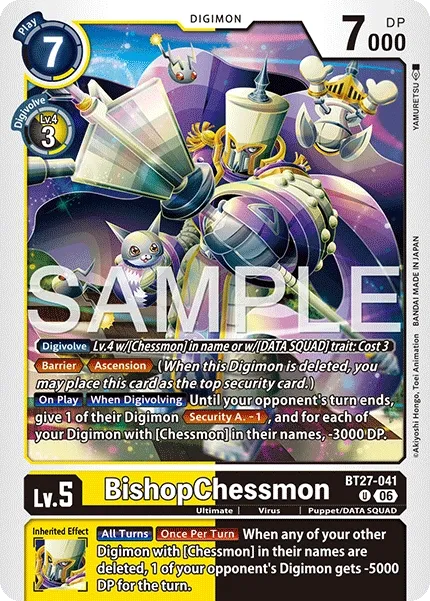 DIGIMON
Play
7
7000
DP
YAMURETSU
Digivolve
Lv.4
3
SAMPLE
©Akiyoshi Hongo, Toei Animation BANDAI MADE IN JAPAN
Digivolve Lv.4 w/[Chessmon] in name or w/[DATA SQUAD] trait: Cost 3
Barrier Ascension (When this Digimon is deleted, you
may place this card as the top security card.)
On Play When Digivolving Until your opponent's turn ends,
give 1 of their Digimon Security A. -1, and for each of
your Digimon with [Chessmon] in their names, -3000 DP.
BT27-041
Lv.5 BishopChessmon U 06
Ultimate Virus Puppet/DATA SQUAD
Inherited Effect
All Turns Once Per Turn When any of your other
Digimon with [Chessmon] in their names are
deleted, 1 of your opponent's Digimon gets -5000
DP for the turn.